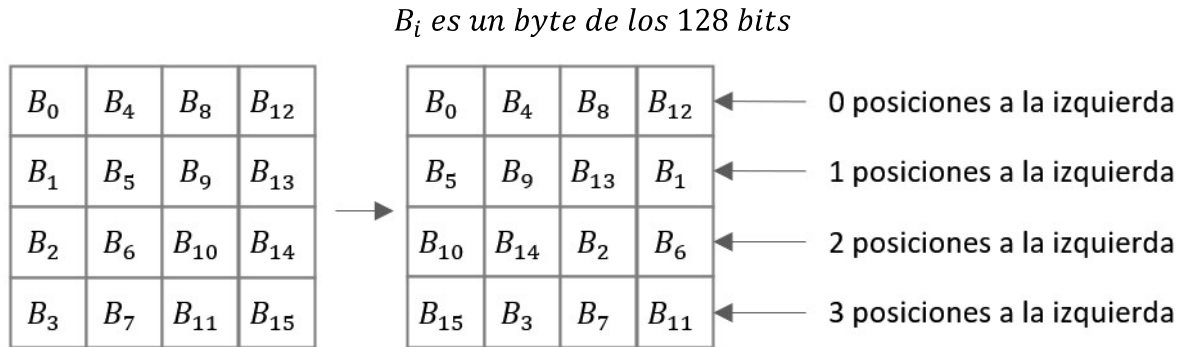 B_i es un byte de los 128 bits
B_0 B_4 B_8 B_12 B_0 B_4 B_8 B_12 0 posiciones a la izquierda
B_1 B_5 B_9 B_13 B_5 B_9 B_13 B_1 1 posiciones a la izquierda
B_2 B_6 B_10 B_14 B_10 B_14 B_2 B_6 2 posiciones a la izquierda
B_3 B_7 B_11 B_15 B_15 B_3 B_7 B_11 3 posiciones a la izquierda